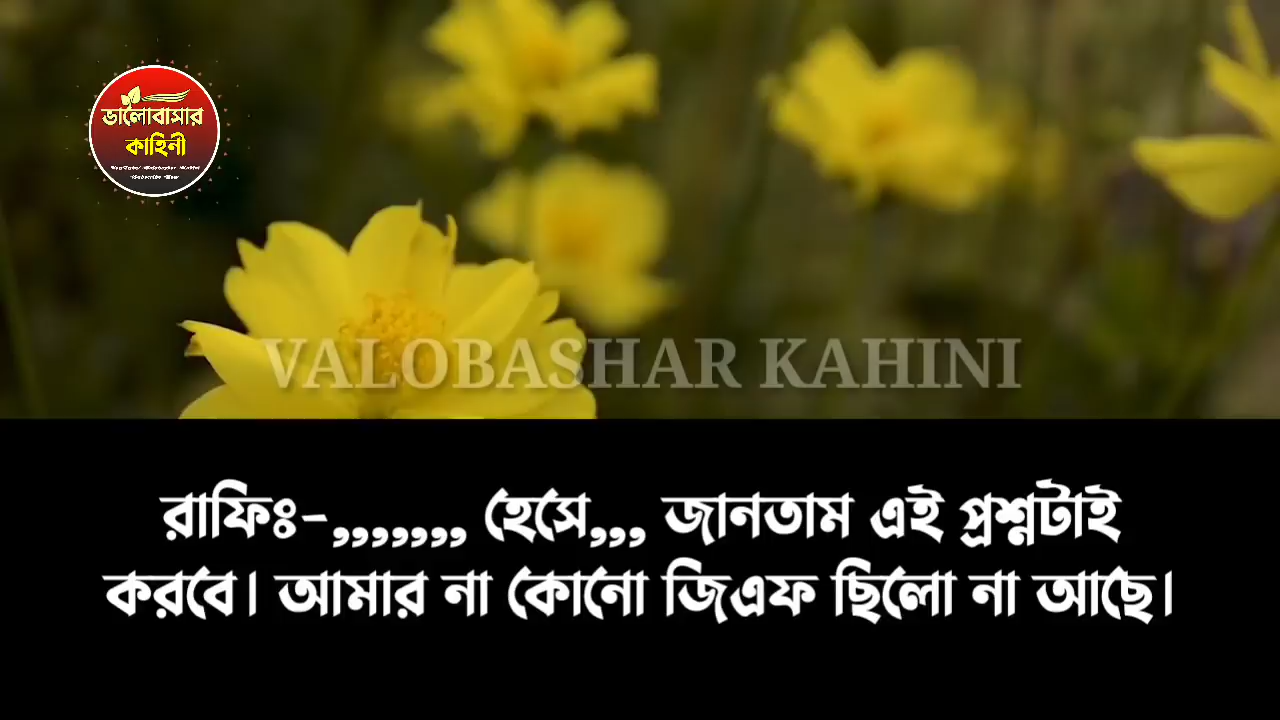 ভালোবাসার
কাহিনী
VALOBASHAR KAHINI
রাফিঃ-,,,,,,, হেসে,,, জানতাম এই প্রশ্নটাই
করবে। আমার না কোনো জিএফ ছিলো না আছে।